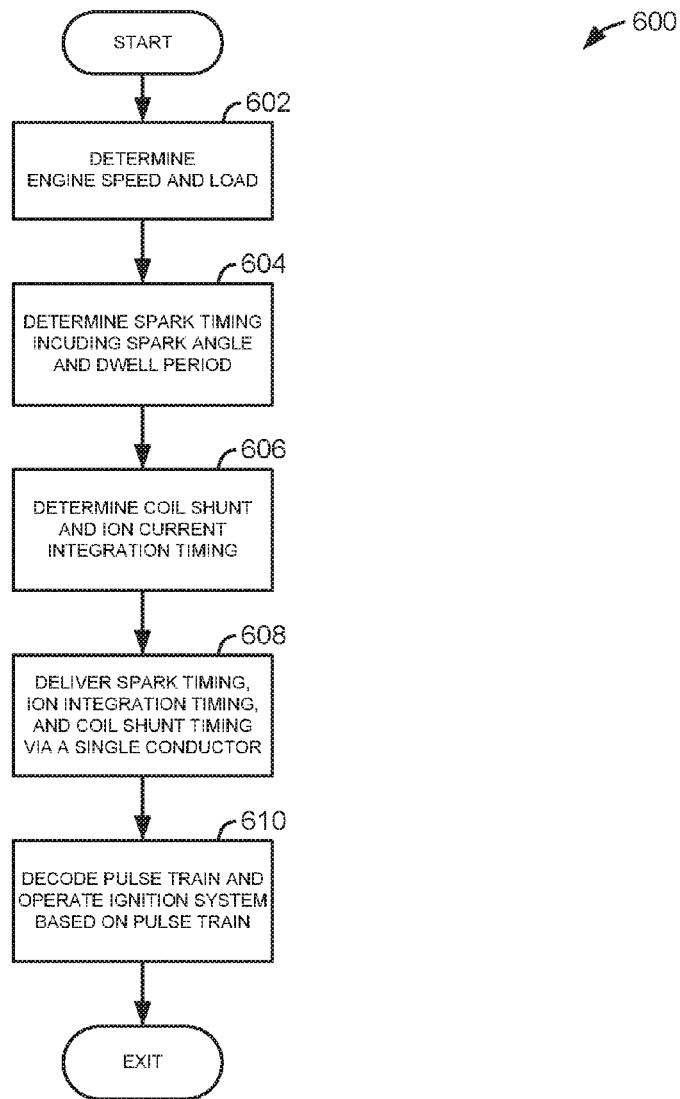 START
600
602
DETERMINE
ENGINE SPEED AND LOAD
604
DETERMINE SPARK TIMING
INCUDING SPARK ANGLE
AND DWELL PERIOD
606
DETERMINE COIL SHUNT
AND ION CURRENT
INTEGRATION TIMING
608
DELIVER SPARK TIMING,
ION INTEGRATION TIMING,
AND COIL SHUNT TIMING
VIA A SINGLE CONDUCTOR
610
DECODE PULSE TRAIN AND
OPERATE IGNITION SYSTEM
BASED ON PULSE TRAIN
EXIT